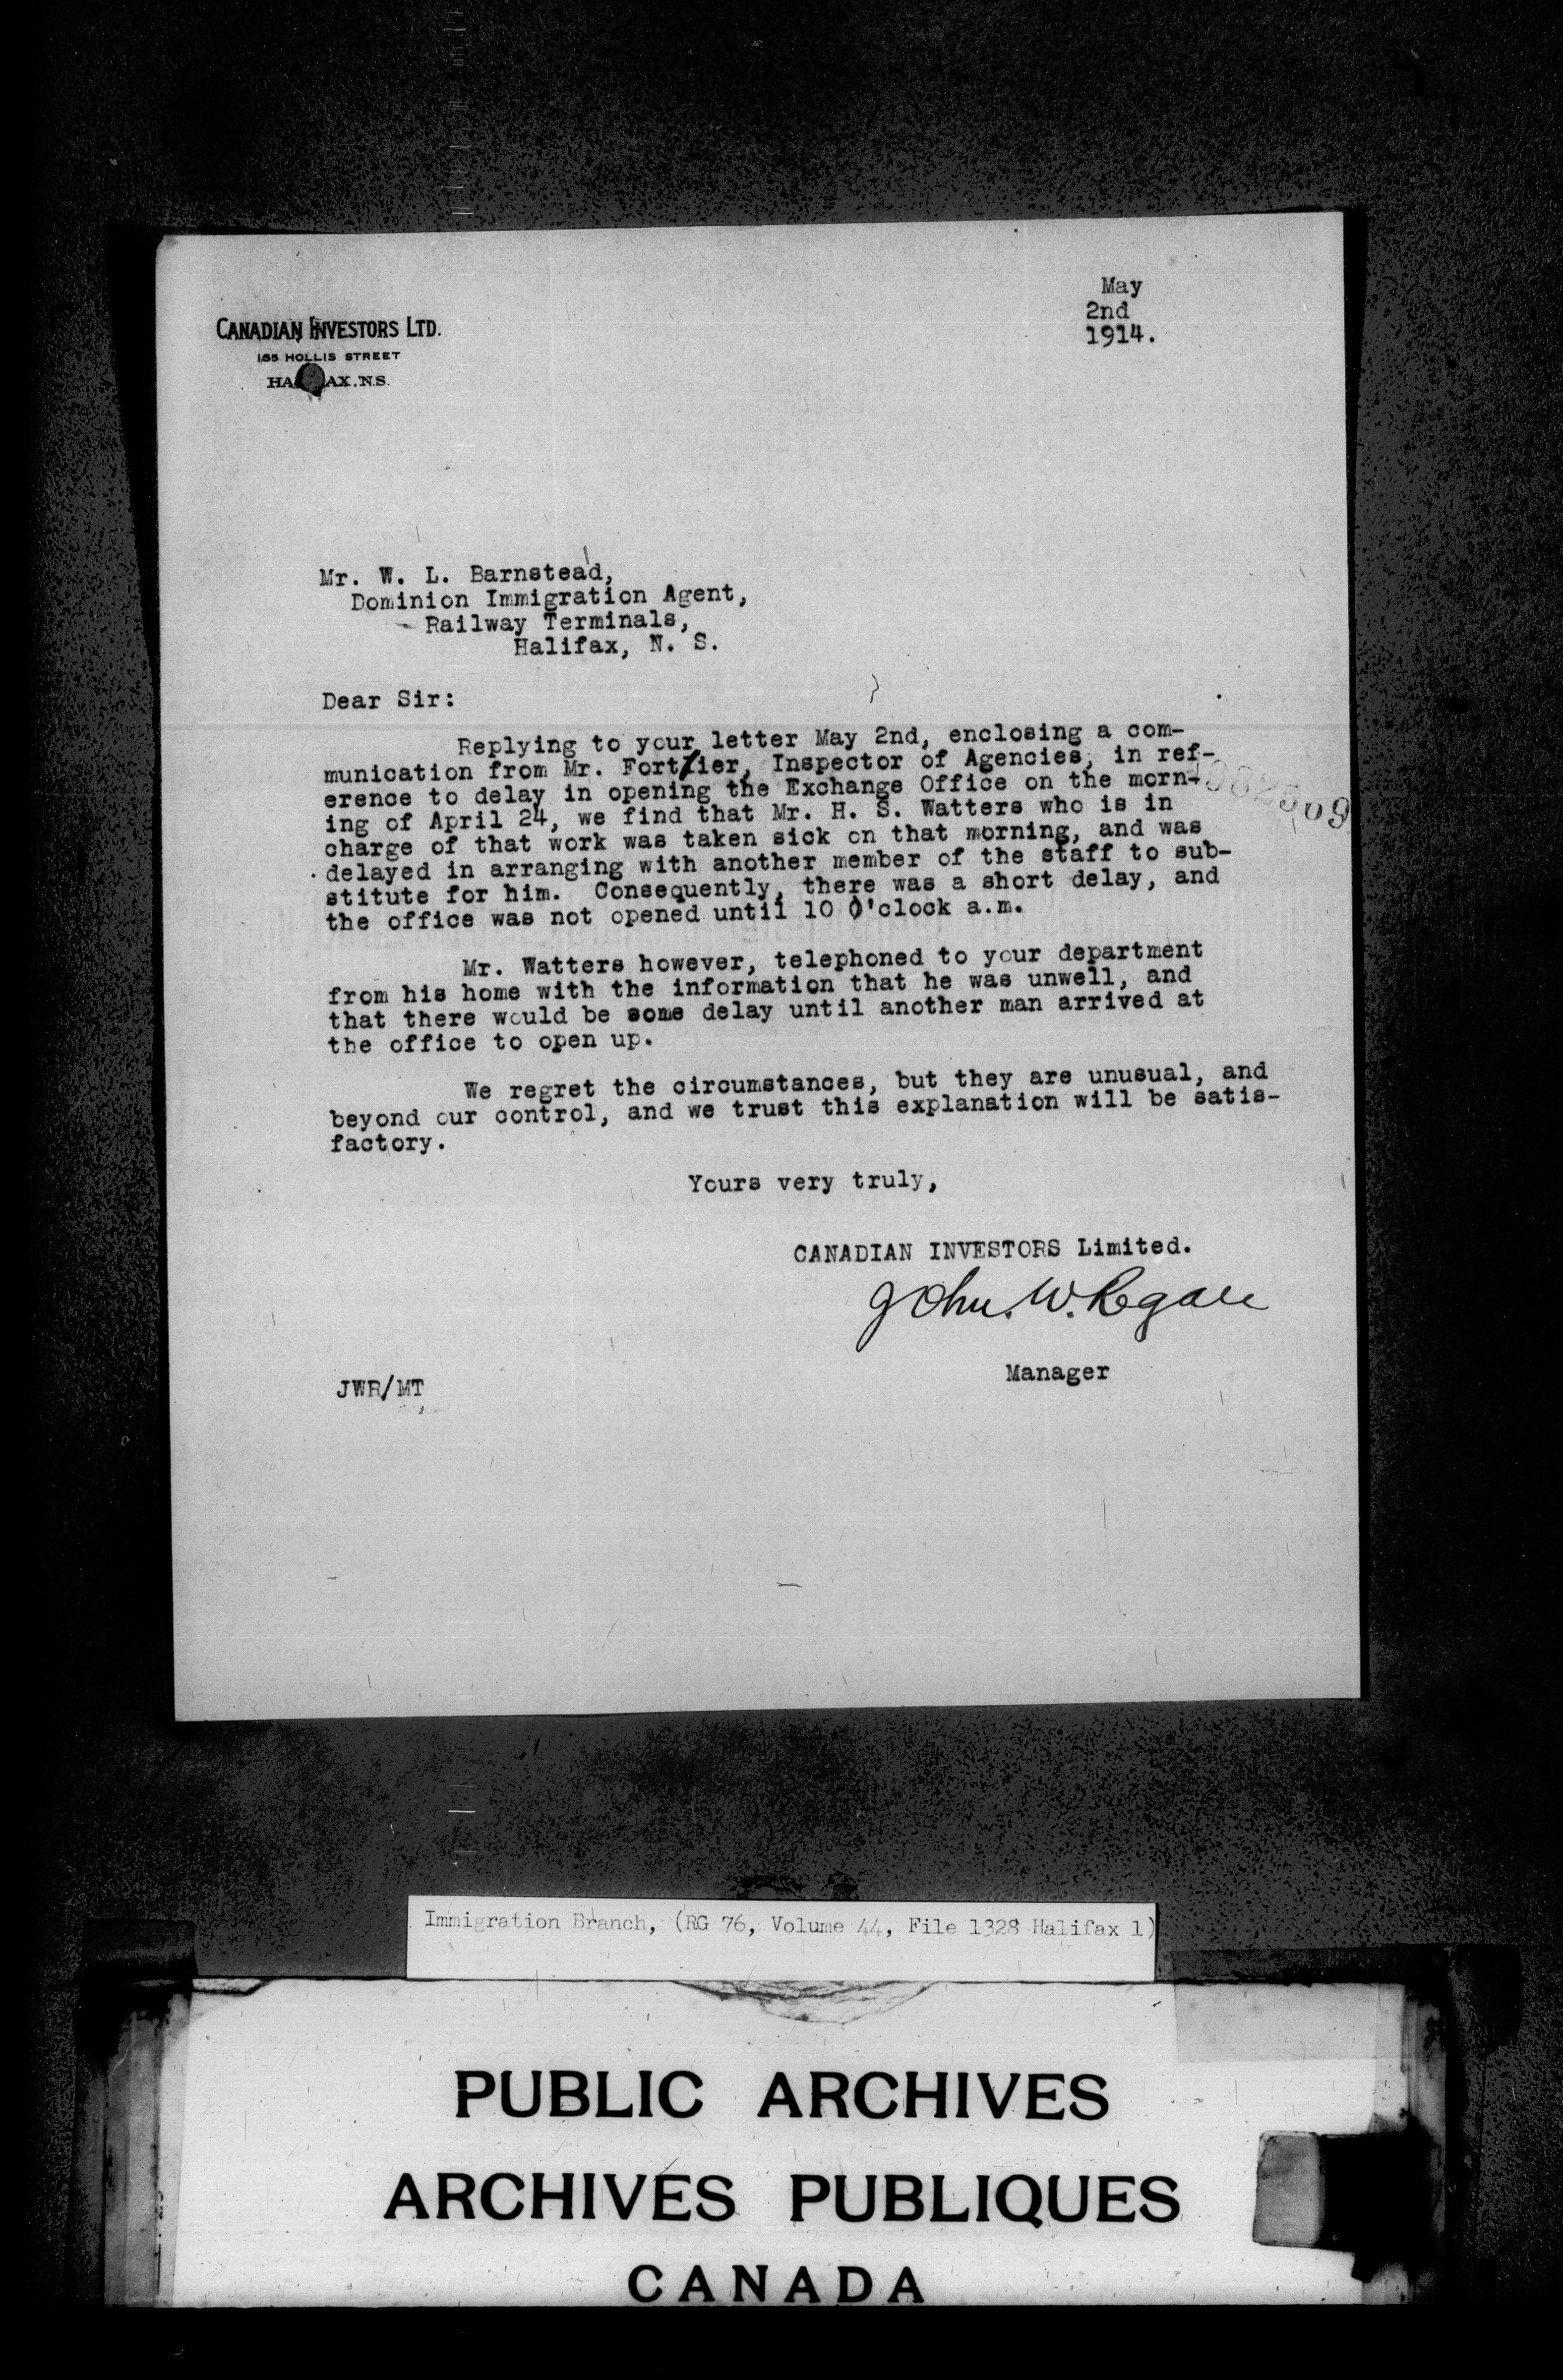 May
2nd
1914.
CANADIAN INVESTORS LTD.
155 HOLLIS STREET
HALIFAX, N.S.
Mr. W. L. Barnstead,
Dominion Immigration Agent,
Railway Terminals,
Halifax, N. S.
Dear Sir:
Replying to your letter May 2nd, enclosing a com-
munication from Mr. Fortier, Inspector of Agencies, in ref-
erence to delay in opening the Exchange Office on the morn-
ing of April 24, we find that Mr. H. S. Watters who is in
charge of that work was taken sick on that morning, and was
delayed in arranging with another member of the staff to sub-
stitute for him. Consequently, there was a short delay, and
the office was not opened until 10 O'clock a.m.
Mr. Watters however, telephoned to your department
from his home with the information that he was unwell, and
that there would be some delay until another man arrived at
the office to open up.
We regret the circumstances, but they are unusual, and
beyond our control, and we trust this explanation will be satis-
factory.
Yours very truly,
CANADIAN INVESTORS Limited.
John. W. Regan
Manager
JWR/MT
Immigration Branch, (RG 76, Volume 44, File 1328 Halifax 1)
PUBLIC ARCHIVES
ARCHIVES PUBLIQUES
CANADA